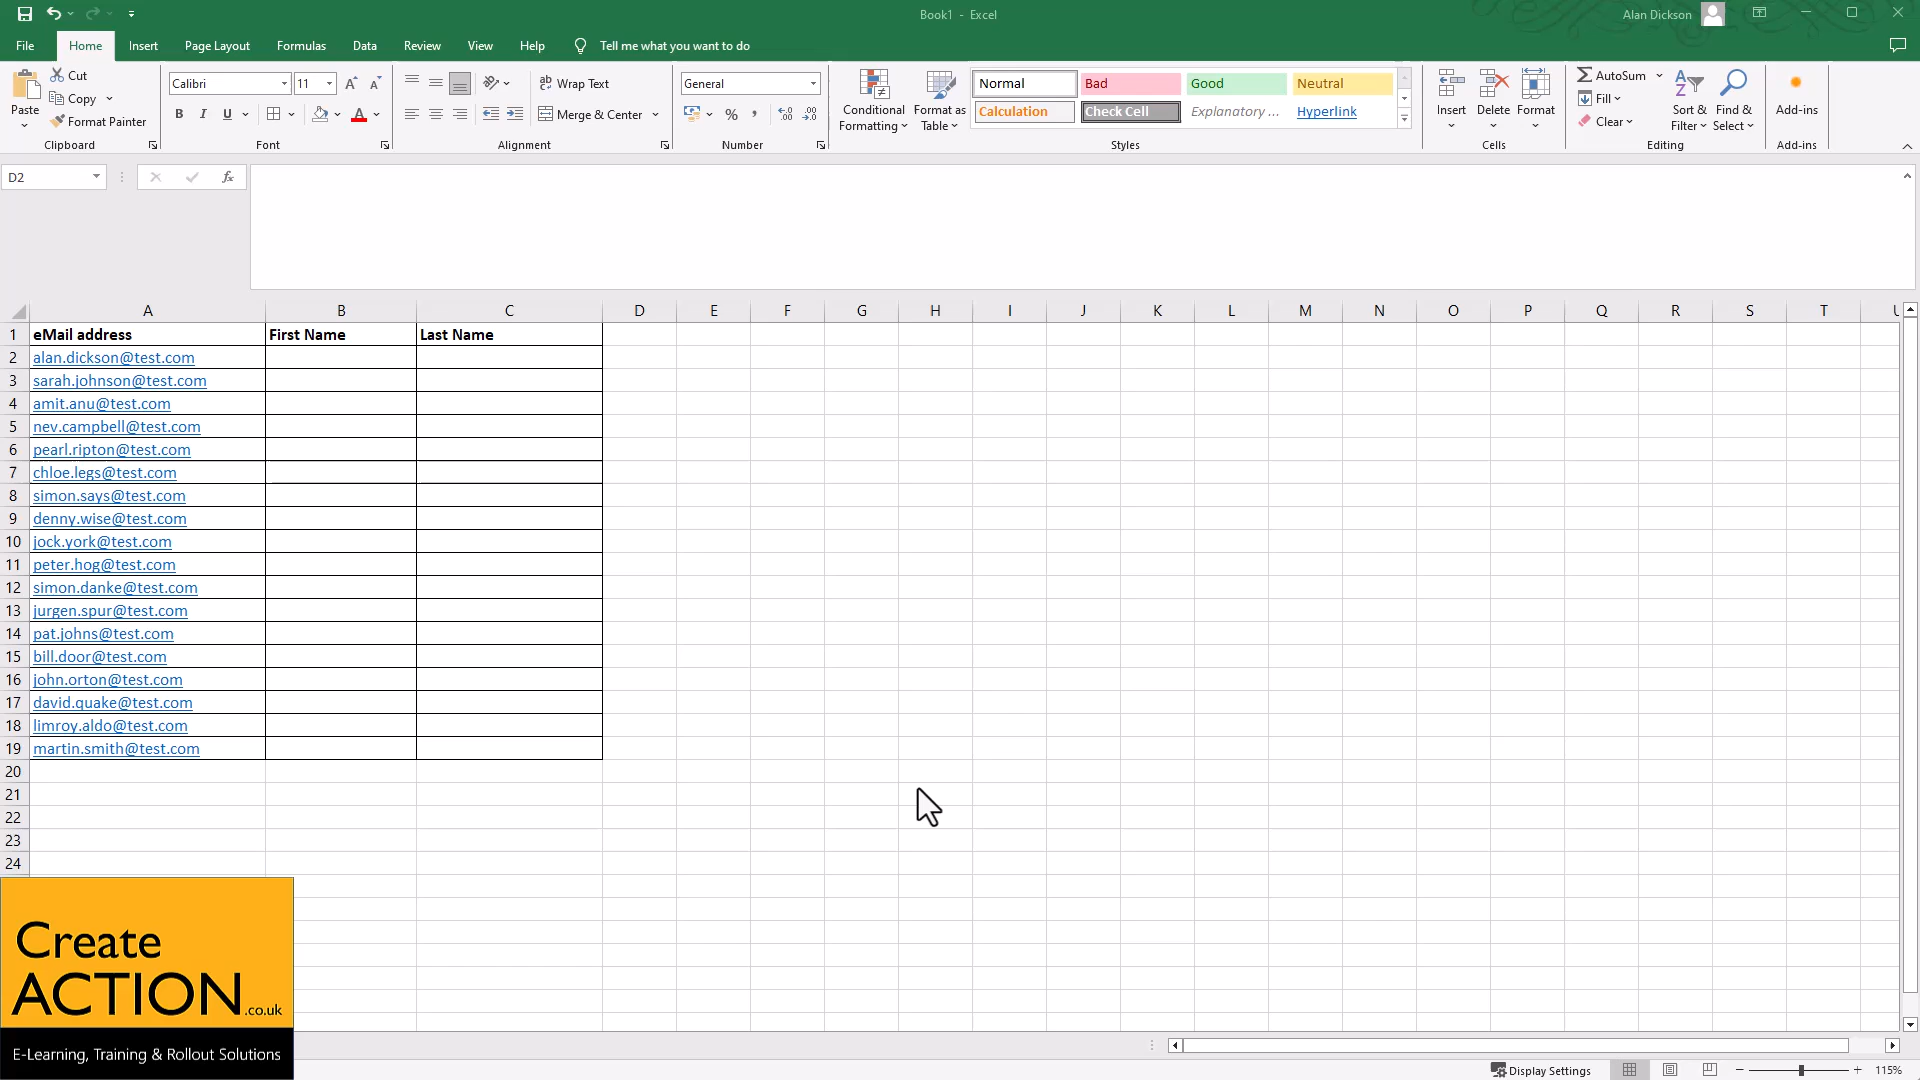 Book1 - Excel
Alan Dickson
File Home Insert Page Layout Formulas Data Review View Help Tell me what you want to do
Paste
Cut
Copy
Format Painter
Clipboard
Calibri 11
B I U
Font
Wrap Text
Merge & Center
Alignment
General
Number
Conditional Formatting
Format as Table
Normal Bad Good Neutral
Calculation Check Cell Explanatory ... Hyperlink
Styles
Insert Delete Format
Cells
AutoSum
Fill
Clear
Sort & Filter
Find & Select
Editing
Add-ins
Add-ins
D2
fx
A B C D E F G H I J K L M N O P Q R S T
1 eMail address First Name Last Name
2 alan.dickson@test.com
3 sarah.johnson@test.com
4 amit.anu@test.com
5 nev.campbell@test.com
6 pearl.ripton@test.com
7 chloe.legs@test.com
8 simon.says@test.com
9 denny.wise@test.com
10 jock.york@test.com
11 peter.hog@test.com
12 simon.danke@test.com
13 jurgen.spur@test.com
14 pat.johns@test.com
15 bill.door@test.com
16 john.orton@test.com
17 david.quake@test.com
18 limroy.aldo@test.com
19 martin.smith@test.com
20
21
22
23
24
Create
ACTION.co.uk
E-Learning, Training & Rollout Solutions
Display Settings
115%